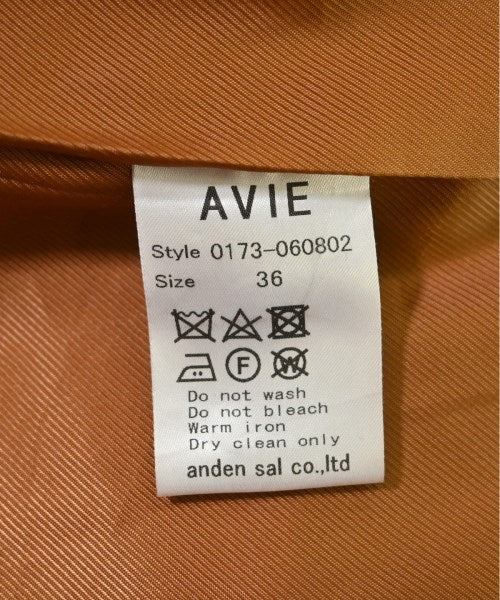 AVIE
Style 0173-060802
Size 36
F W
Do not wash
Do not bleach
Warm iron
Dry clean only
anden sal co.,ltd